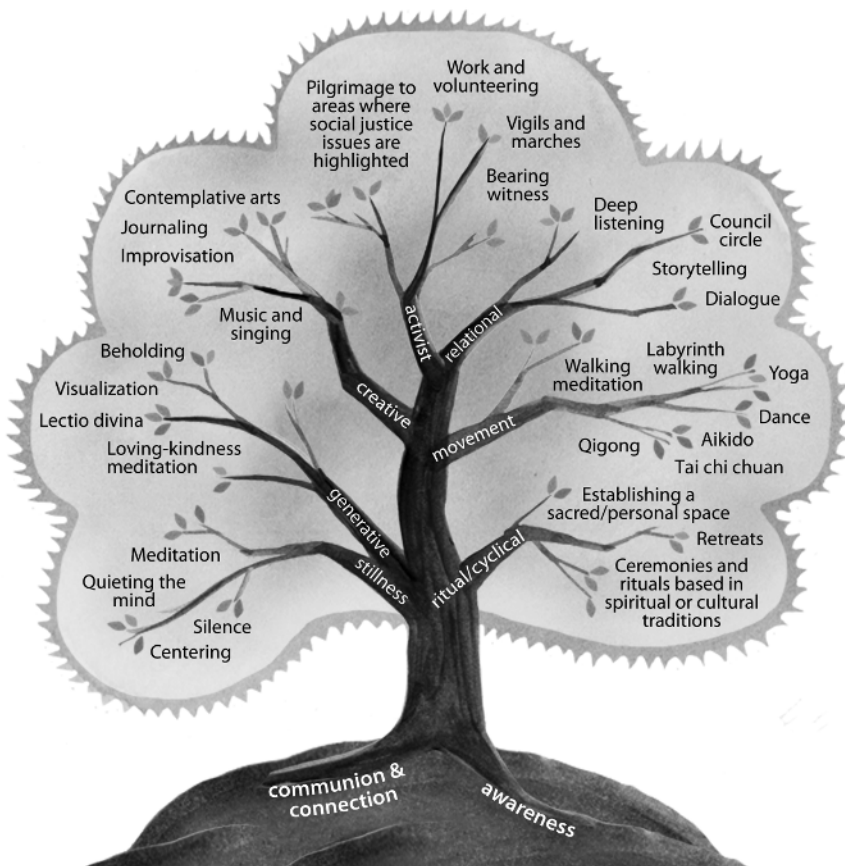 Work and
volunteering
Pilgrimage to
areas where
social justice
issues are
highlighted
Vigils and
marches
Bearing
witness
Contemplative arts
Journaling
Improvisation
Music and
singing
Deep
listening
Council
circle
Storytelling
Dialogue
activist
relational
creative
movement
Beholding
Visualization
Lectio divina
Loving-kindness
meditation
Walking
meditation
Labyrinth
walking
Yoga
Dance
Aikido
Qigong
Tai chi chuan
generative
stillness
ritual/cyclical
Establishing a
sacred/personal space
Retreats
Ceremonies and
rituals based in
spiritual or cultural
traditions
Meditation
Quieting the
mind
Silence
Centering
communion &
connection
awareness